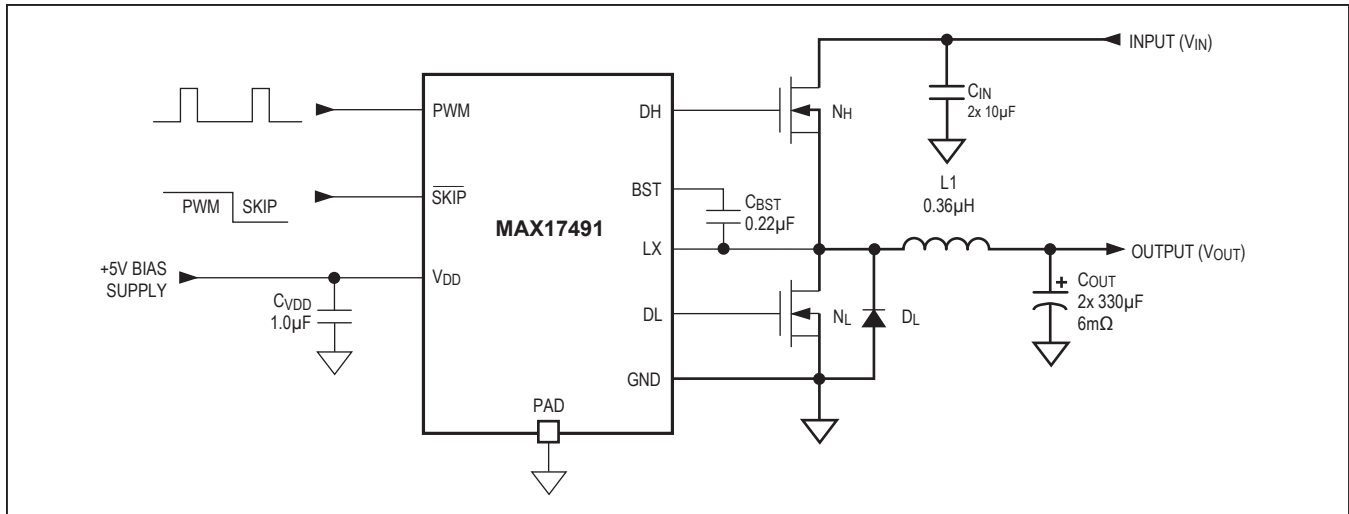 INPUT (VIN)
CIN
2x 10µF
PWM
DH
NH
L1
0.36µH
BST
SKIP
PWM SKIP
CBST
0.22µF
MAX17491
LX
OUTPUT (VOUT)
+5V BIAS
SUPPLY
VDD
CVDD
1.0µF
DL
NL
DL
+
COUT
2x 330µF
6mΩ
GND
PAD